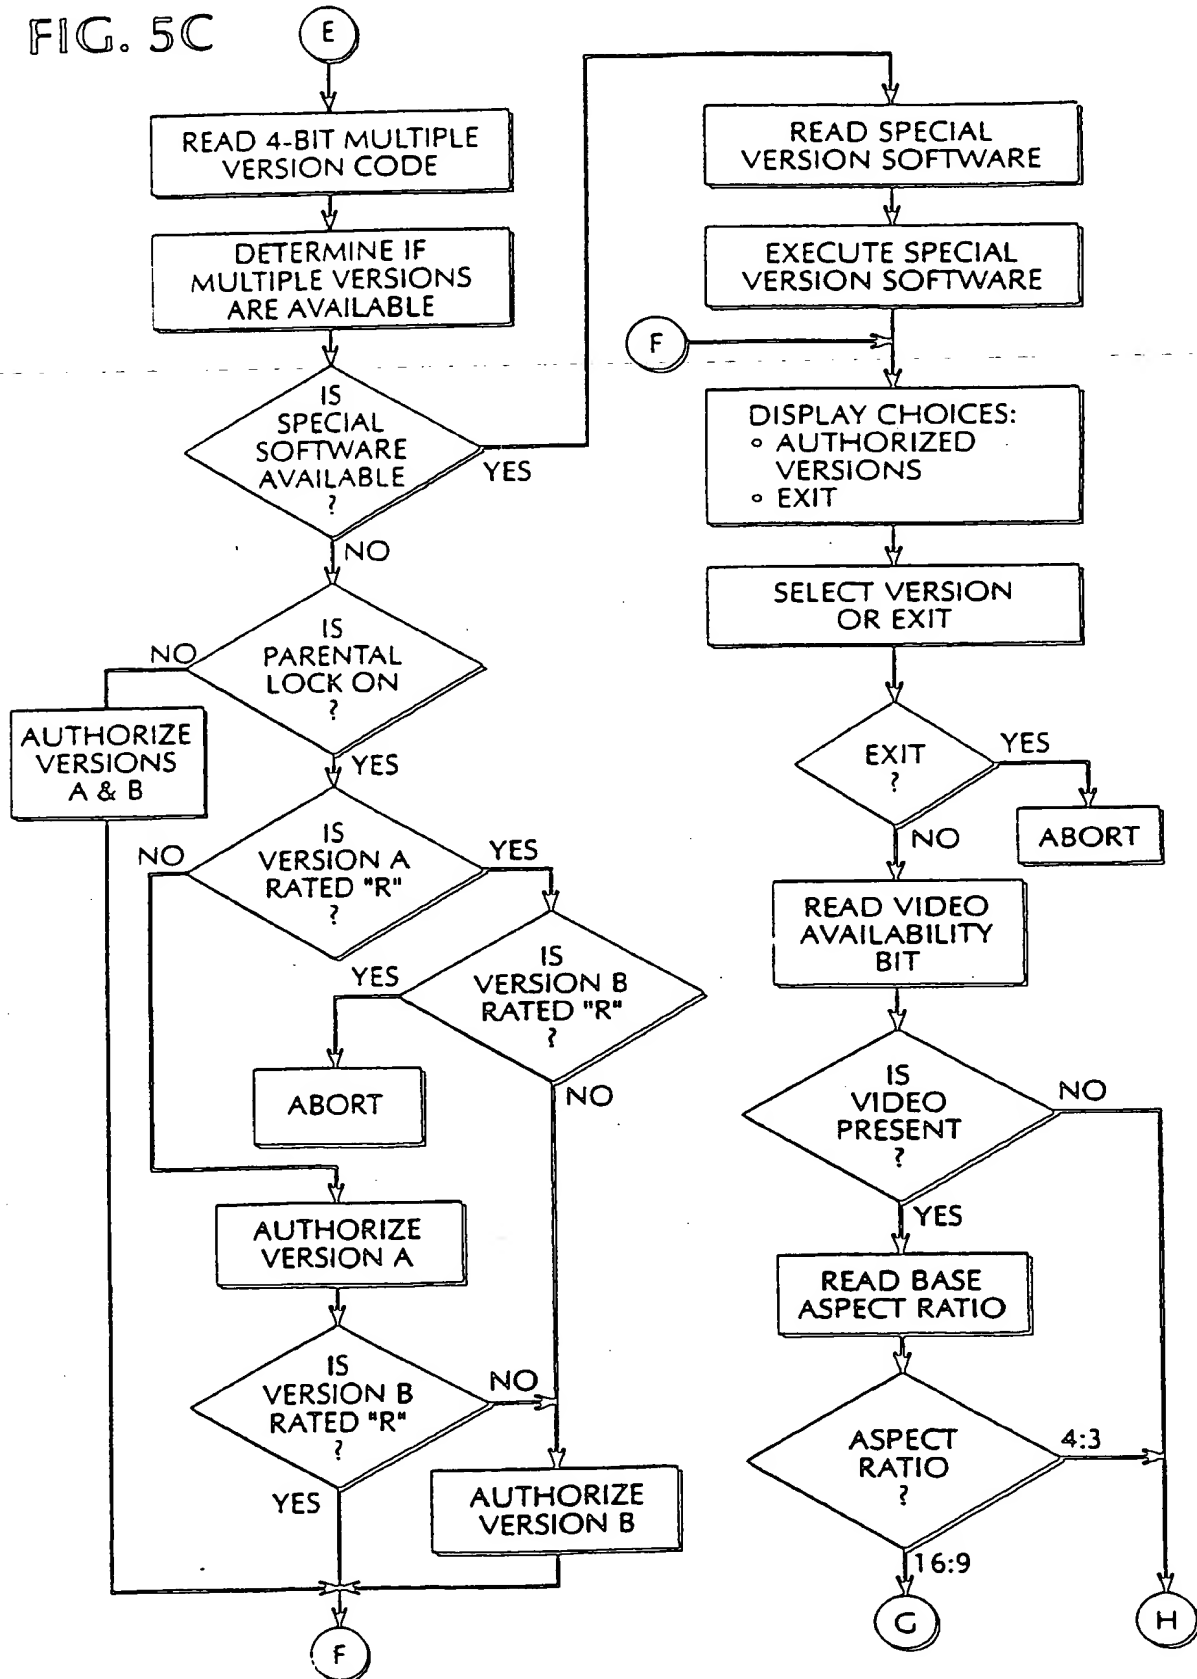 FIG. 5C
E
READ 4-BIT MULTIPLE
VERSION CODE
DETERMINE IF
MULTIPLE VERSIONS
ARE AVAILABLE
IS
SPECIAL
SOFTWARE
AVAILABLE
?
YES
NO
IS
PARENTAL
LOCK ON
?
NO
YES
AUTHORIZE
VERSIONS
A & B
IS
VERSION A
RATED "R"
?
NO
YES
IS
VERSION B
RATED "R"
?
YES
NO
ABORT
AUTHORIZE
VERSION A
IS
VERSION B
RATED "R"
?
NO
YES
AUTHORIZE
VERSION B
F
READ SPECIAL
VERSION SOFTWARE
EXECUTE SPECIAL
VERSION SOFTWARE
F
DISPLAY CHOICES:
∘ AUTHORIZED
VERSIONS
∘ EXIT
SELECT VERSION
OR EXIT
EXIT
?
YES
NO
ABORT
READ VIDEO
AVAILABILITY
BIT
IS
VIDEO
PRESENT
?
NO
YES
READ BASE
ASPECT RATIO
ASPECT
RATIO
?
4:3
16:9
G
H